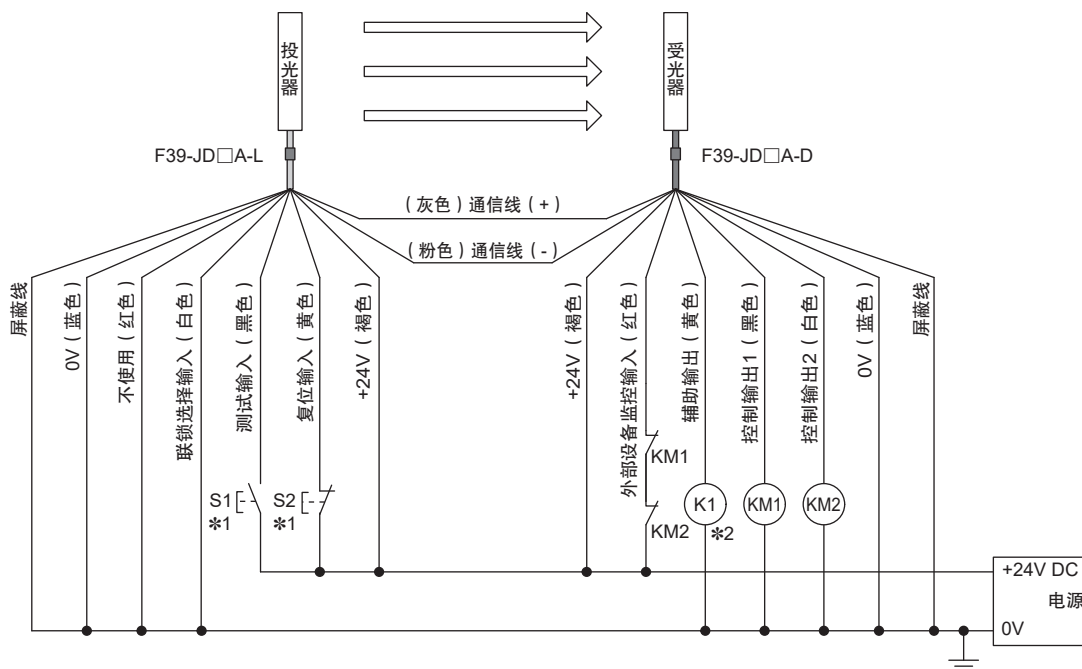 投光器
受光器
F39-JD□A-L
F39-JD□A-D
(灰色)通信线(+)
(粉色)通信线(-)
屏蔽线
0V(蓝色)
不使用(红色)
联锁选择输入(白色)
测试输入(黑色)
复位输入(黄色)
+24V(褐色)
+24V(褐色)
外部设备监控输入(红色)
辅助输出(黄色)
控制输出1(黑色)
控制输出2(白色)
0V(蓝色)
屏蔽线
KM1
S1
S2
K1
KM1
KM2
*1
*1
KM2
*2
+24V DC
电源
0V